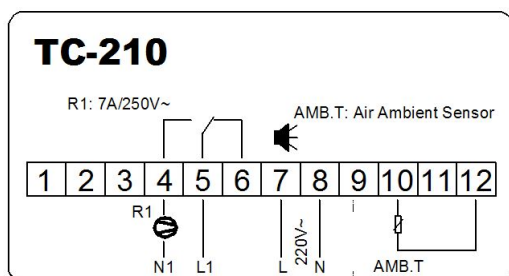 TC-210
R1: 7A/250V~
AMB.T: Air Ambient Sensor
1 2 3 4 5 6 7 8 9 10 11 12
R1
220V~
N1 L1 L N AMB.T